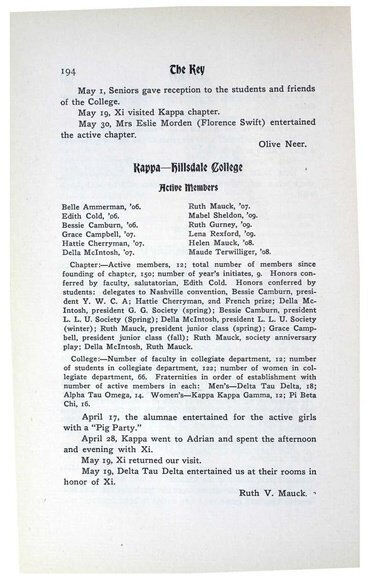 194 The Key
May 1, Seniors gave reception to the students and friends
of the College.
May 19, Xi visited Kappa chapter.
May 30, Mrs Eslie Morden (Florence Swift) entertained
the active chapter.
Olive Neer.
Kappa—Hillsdale College
Active Members
Belle Ammerman, '06.
Edith Cold, '06.
Bessie Camburn, '06.
Grace Campbell, '07.
Hattie Cherryman, '07.
Della McIntosh, '07.
Ruth Mauck, '07.
Mabel Sheldon, '09.
Ruth Gurney, '09.
Lena Rexford, '09.
Helen Mauck, '08.
Maude Terwilliger, '08.
Chapter:—Active members, 12; total number of members since
founding of chapter, 150; number of year's initiates, 9. Honors con-
ferred by faculty, salutatorian, Edith Cold. Honors conferred by
students: delegates to Nashville convention, Bessie Camburn, presi-
dent Y. W. C. A; Hattie Cherryman, 2nd French prize; Della Mc-
Intosh, president G. G. Society (spring); Bessie Camburn, president
L. L. U. Society (Spring); Della McIntosh, president L. L. U. Society
(winter); Ruth Mauck, president junior class (spring); Grace Camp-
bell, president junior class (fall); Ruth Mauck, society anniversary
play: Della McIntosh, Ruth Mauck.
College:—Number of faculty in collegiate department, 12; number
of students in collegiate department, 122; number of women in col-
legiate department, 66. Fraternities in order of establishment with
number of active members in each: Men's—Delta Tau Delta, 18;
Alpha Tau Omega, 14. Women's—Kappa Kappa Gamma, 12; Pi Beta
Chi, 16.
April 17, the alumnae entertained for the active girls
with a "Pig Party."
April 28, Kappa went to Adrian and spent the afternoon
and evening with Xi.
May 19, Xi returned our visit.
May 19, Delta Tau Delta entertained us at their rooms in
honor of Xi.
Ruth V. Mauck.